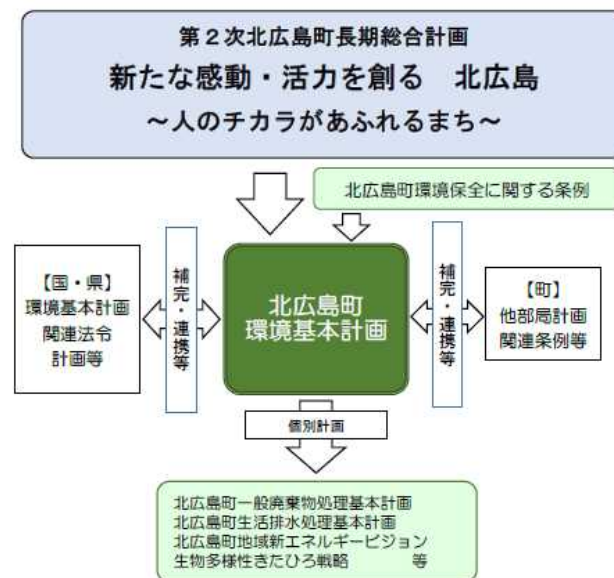 第２次北広島町長期総合計画
新たな感動・活力を創る　北広島
～人のチカラがあふれるまち～
北広島町環境保全に関する条例
【国・県】
環境基本計画
関連法令
計画等
補完・連携等
北広島町
環境基本計画
補完・連携等
【町】
他部局計画
関連条例等
個別計画
北広島町一般廃棄物処理基本計画
北広島町生活排水処理基本計画
北広島町地域新エネルギービジョン
生物多様性きたひろ戦略　　　　等